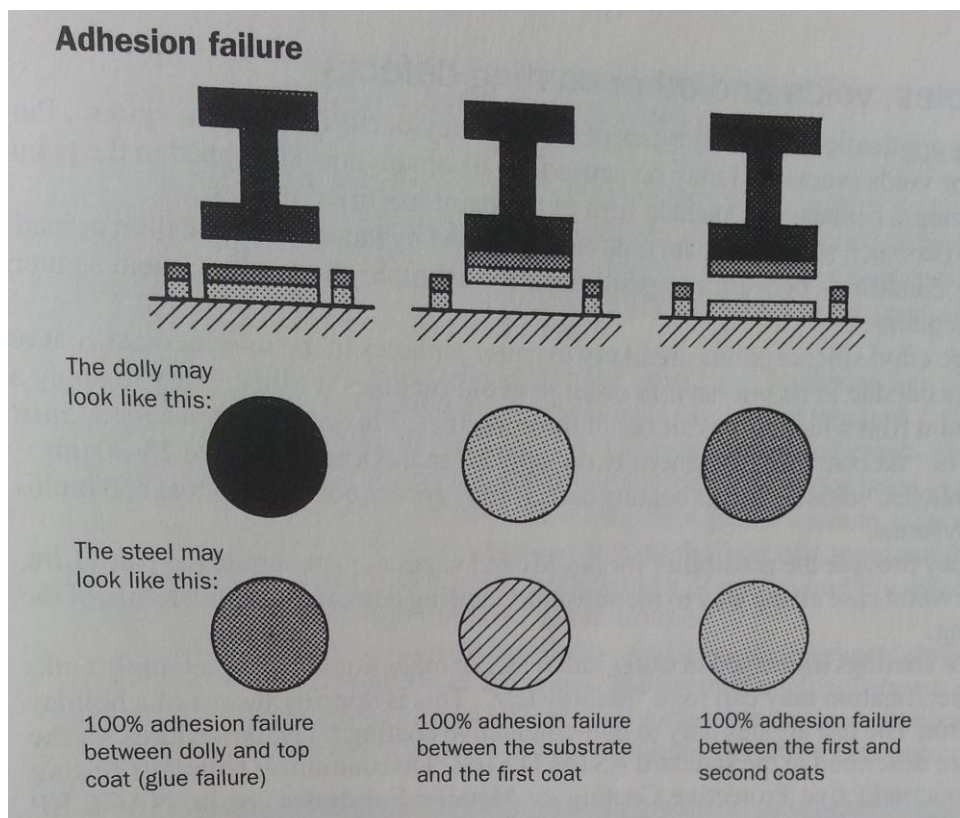 Adhesion failure
The dolly may
look like this:
The steel may
look like this:
100% adhesion failure
between dolly and top
coat (glue failure)
100% adhesion failure
between the substrate
and the first coat
100% adhesion failure
between the first and
second coats